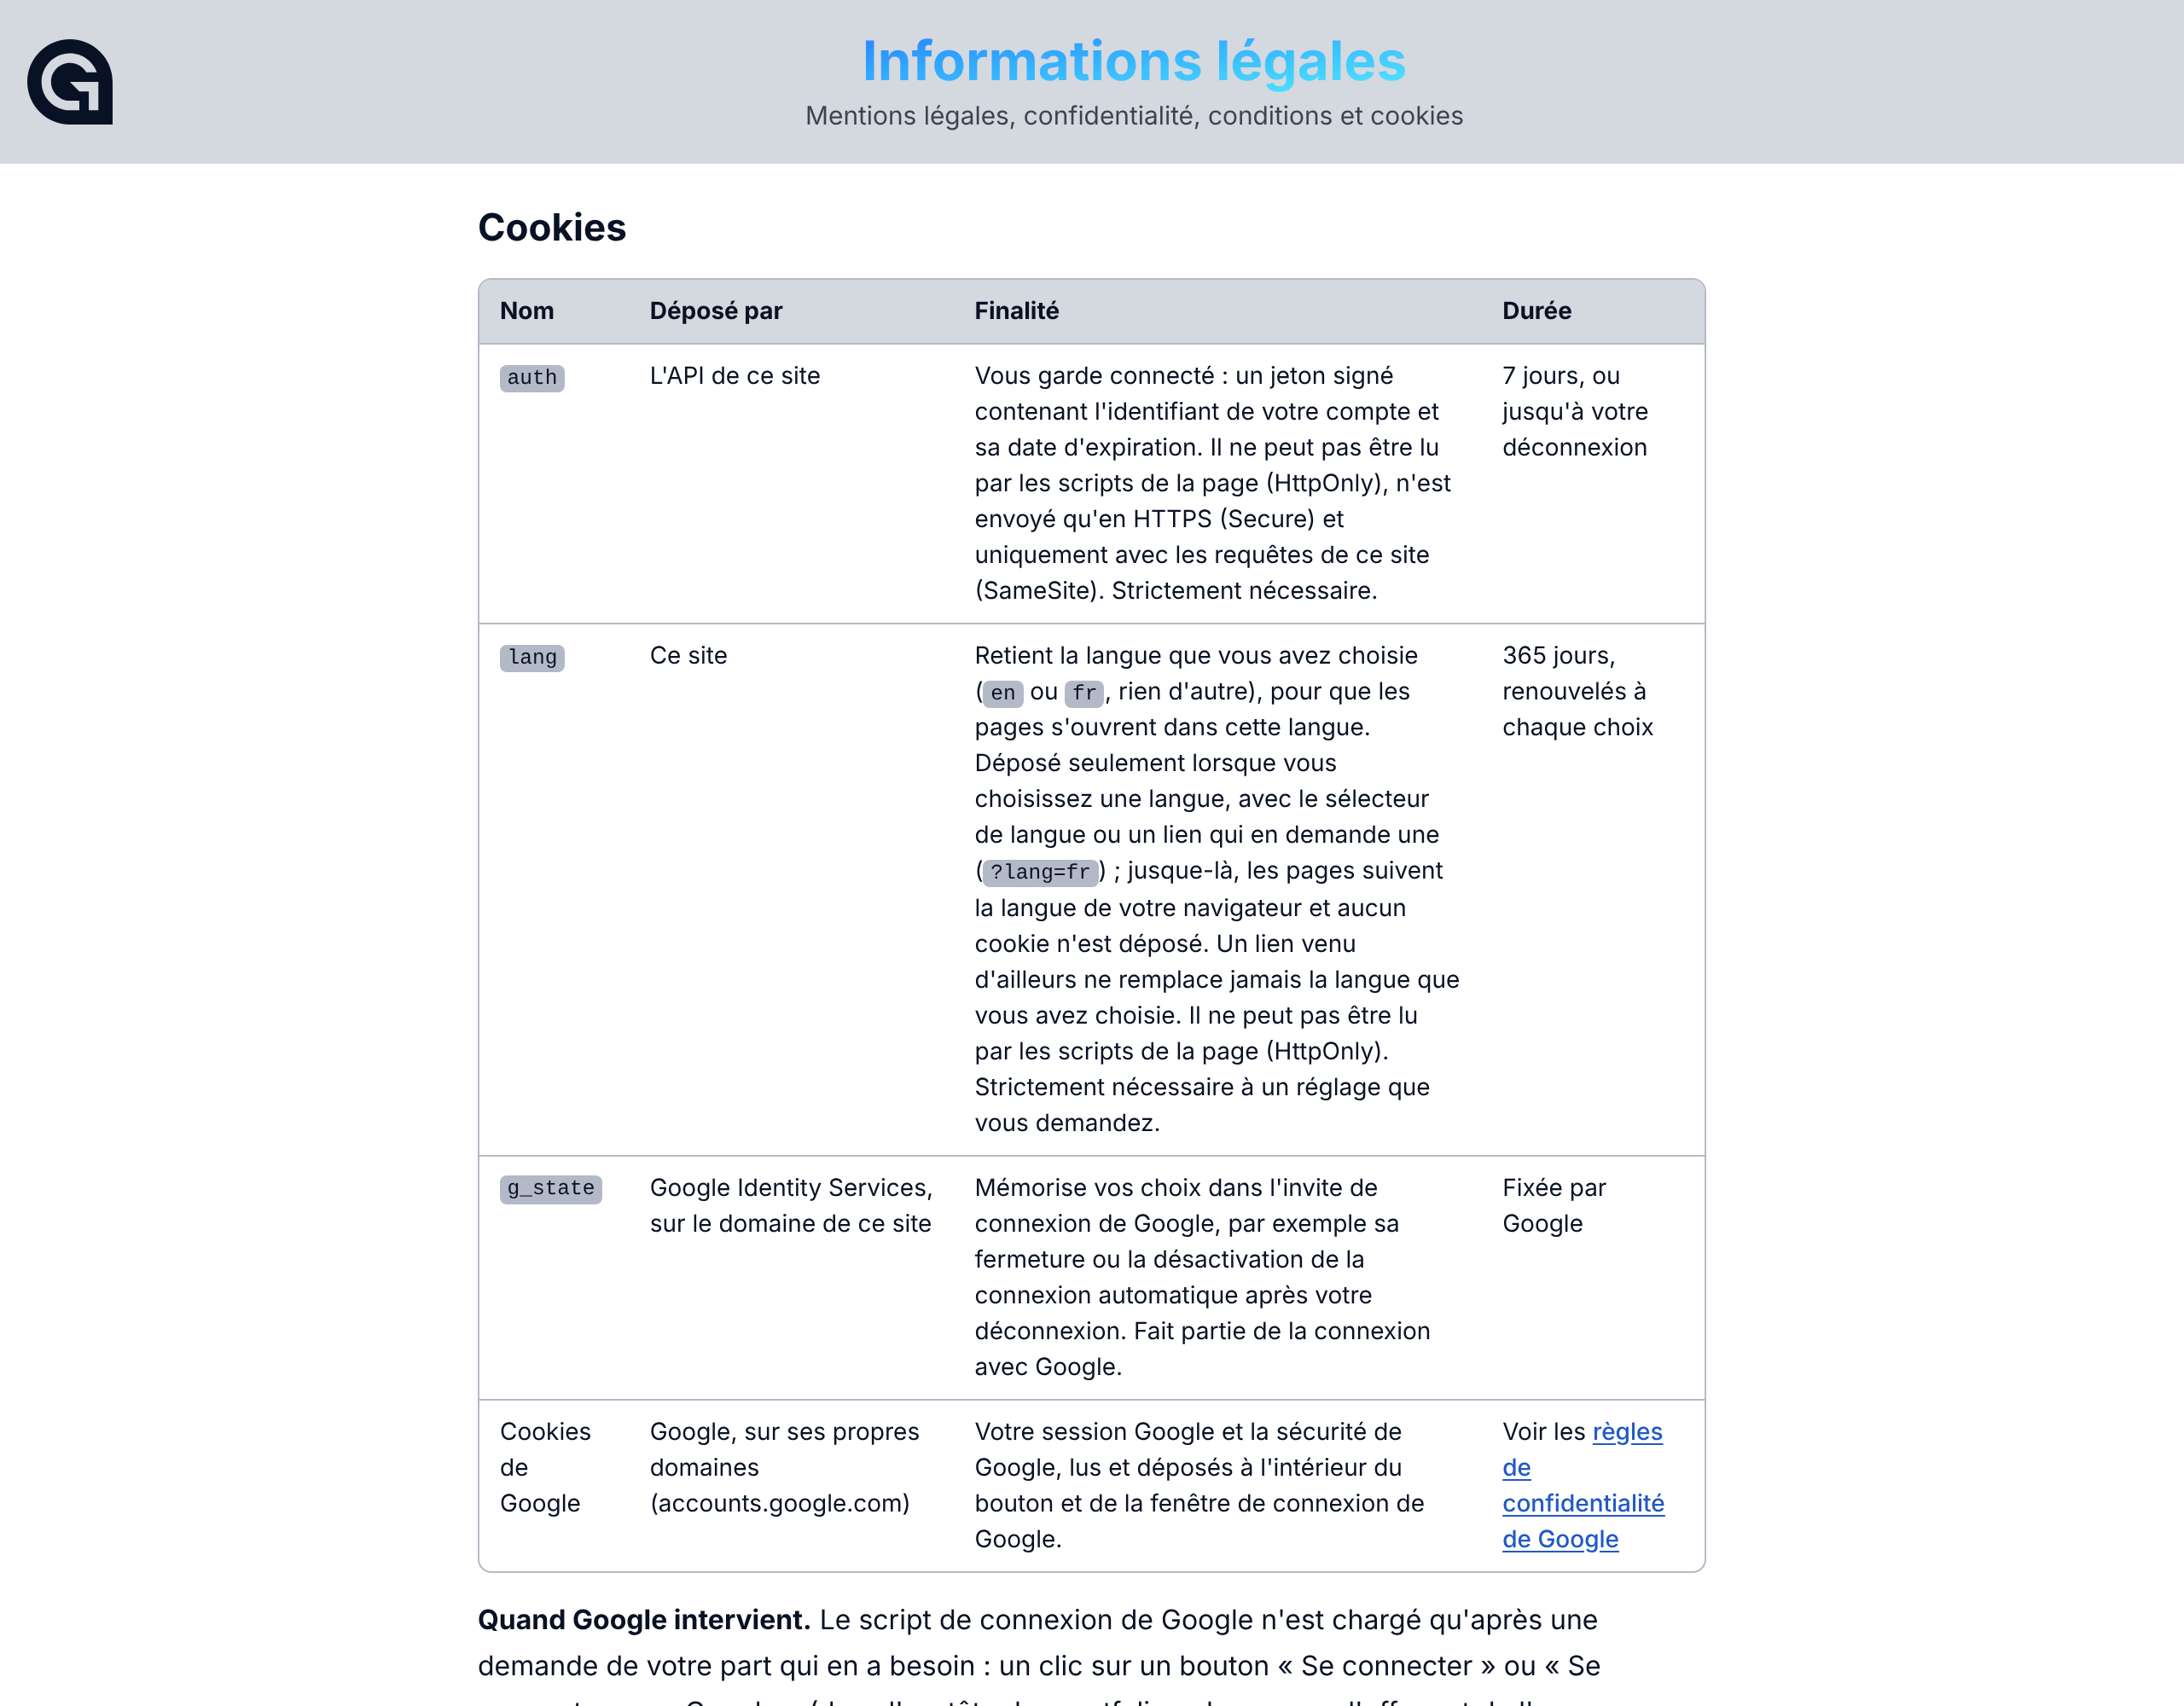 Informations légales
Mentions légales, confidentialité, conditions et cookies
Cookies
Nom
Déposé par
Finalité
Durée
auth
L'API de ce site
Vous garde connecté : un jeton signé
contenant l'identifiant de votre compte et
sa date d'expiration. Il ne peut pas être lu
par les scripts de la page (HttpOnly), n'est
envoyé qu'en HTTPS (Secure) et
uniquement avec les requêtes de ce site
(SameSite). Strictement nécessaire.
7 jours, ou
jusqu'à votre
déconnexion
lang
Ce site
Retient la langue que vous avez choisie
(en ou fr, rien d'autre), pour que les
pages s'ouvrent dans cette langue.
Déposé seulement lorsque vous
choisissez une langue, avec le sélecteur
de langue ou un lien qui en demande une
(?lang=fr) ; jusque-là, les pages suivent
la langue de votre navigateur et aucun
cookie n'est déposé. Un lien venu
d'ailleurs ne remplace jamais la langue que
vous avez choisie. Il ne peut pas être lu
par les scripts de la page (HttpOnly).
Strictement nécessaire à un réglage que
vous demandez.
365 jours,
renouvelés à
chaque choix
g_state
Google Identity Services,
sur le domaine de ce site
Mémorise vos choix dans l'invite de
connexion de Google, par exemple sa
fermeture ou la désactivation de la
connexion automatique après votre
déconnexion. Fait partie de la connexion
avec Google.
Fixée par
Google
Cookies
de
Google
Google, sur ses propres
domaines
(accounts.google.com)
Votre session Google et la sécurité de
Google, lus et déposés à l'intérieur du
bouton et de la fenêtre de connexion de
Google.
Voir les règles
de
confidentialité
de Google
Quand Google intervient. Le script de connexion de Google n'est chargé qu'après une
demande de votre part qui en a besoin : un clic sur un bouton « Se connecter » ou « Se